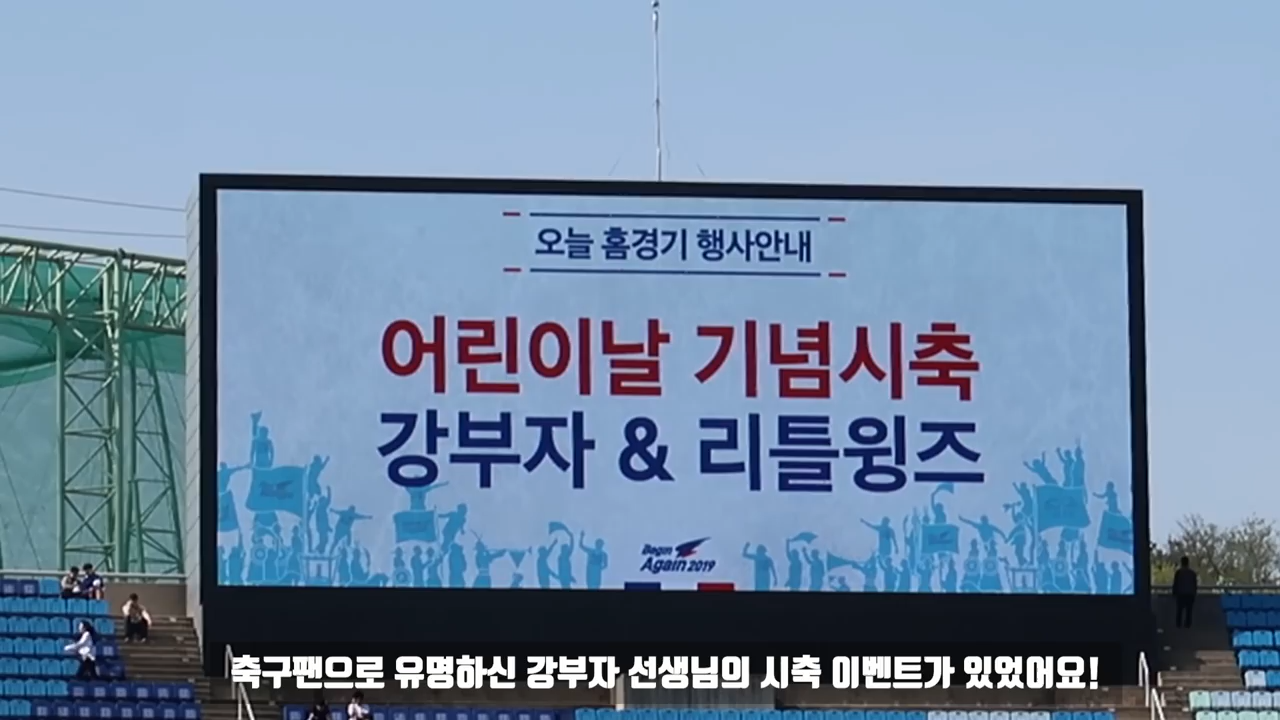 오늘 홈경기 행사안내
어린이날 기념시축
강부자 & 리틀윙즈
Begin
Again 2019
축구팬으로 유명하신 강부자 선생님의 시축 이벤트가 있었어요!